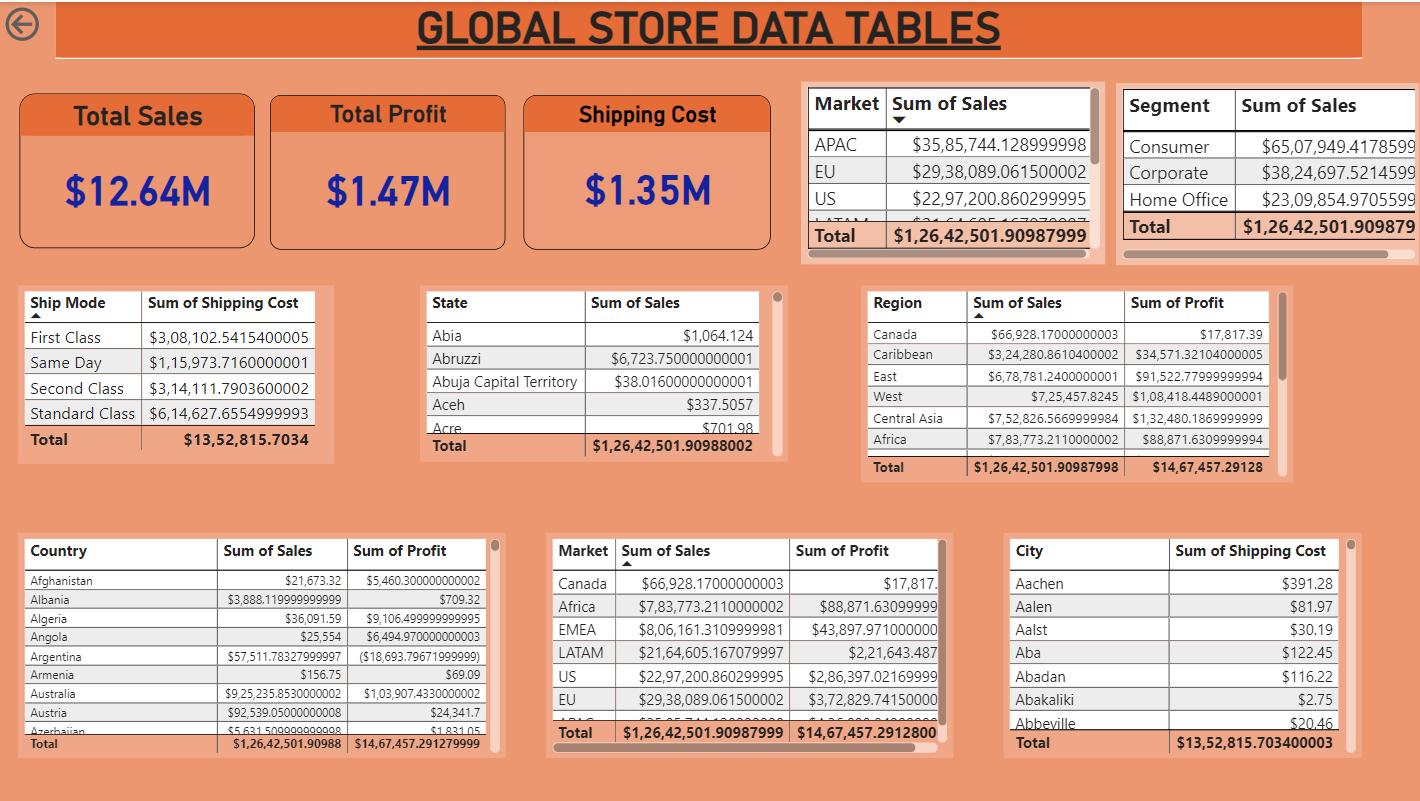 GLOBAL STORE DATA TABLES
Total Sales
$12.64M
Total Profit
$1.47M
Shipping Cost
$1.35M
Market Sum of Sales
APAC $35,85,744.128999998
EU $29,38,089.061500002
US $22,97,200.860299995
Total $1,26,42,501.90987999
Segment Sum of Sales
Consumer $65,07,949.4178599
Corporate $38,24,697.5214599
Home Office $23,09,854.9705599
Total $1,26,42,501.909879
Ship Mode Sum of Shipping Cost
First Class $3,08,102.5415400005
Same Day $1,15,973.7160000001
Second Class $3,14,111.7903600002
Standard Class $6,14,627.6554999993
Total $13,52,815.7034
State Sum of Sales
Abia $1,064.124
Abruzzi $6,723.750000000001
Abuja Capital Territory $38.01600000000001
Aceh $337.5057
Acre $701.98
Total $1,26,42,501.90988002
Region Sum of Sales Sum of Profit
Canada $66,928.17000000003 $17,817.39
Caribbean $3,24,280.8610400002 $34,571.32104000005
East $6,78,781.2400000001 $91,522.77999999994
West $7,25,457.8245 $1,08,418.4489000001
Central Asia $7,52,826.5669999984 $1,32,480.1869999999
Africa $7,83,773.2110000002 $88,871.6309999994
Total $1,26,42,501.90987998 $14,67,457.29128
Country Sum of Sales Sum of Profit
Afghanistan $21,673.32 $5,460.300000000002
Albania $3,888.119999999999 $709.32
Algeria $36,091.59 $9,106.499999999995
Angola $25,554 $6,494.970000000003
Argentina $57,511.78327999997 ($18,693.79671999999)
Armenia $156.75 $69.09
Australia $9,25,235.8530000002 $1,03,907.4330000002
Austria $92,539.05000000008 $24,341.7
Azerbaijan $5,631.509999999998 $1,831.05
Total $1,26,42,501.90988 $14,67,457.291279999
Market Sum of Sales Sum of Profit
Canada $66,928.17000000003 $17,817.
Africa $7,83,773.2110000002 $88,871.63099999
EMEA $8,06,161.3109999981 $43,897.971000000
LATAM $21,64,605.167079997 $2,21,643.487
US $22,97,200.860299995 $2,86,397.02169999
EU $29,38,089.061500002 $3,72,829.74150000
Total $1,26,42,501.90987999 $14,67,457.2912800
City Sum of Shipping Cost
Aachen $391.28
Aalen $81.97
Aalst $30.19
Aba $122.45
Abadan $116.22
Abakaliki $2.75
Abbeville $20.46
Total $13,52,815.703400003